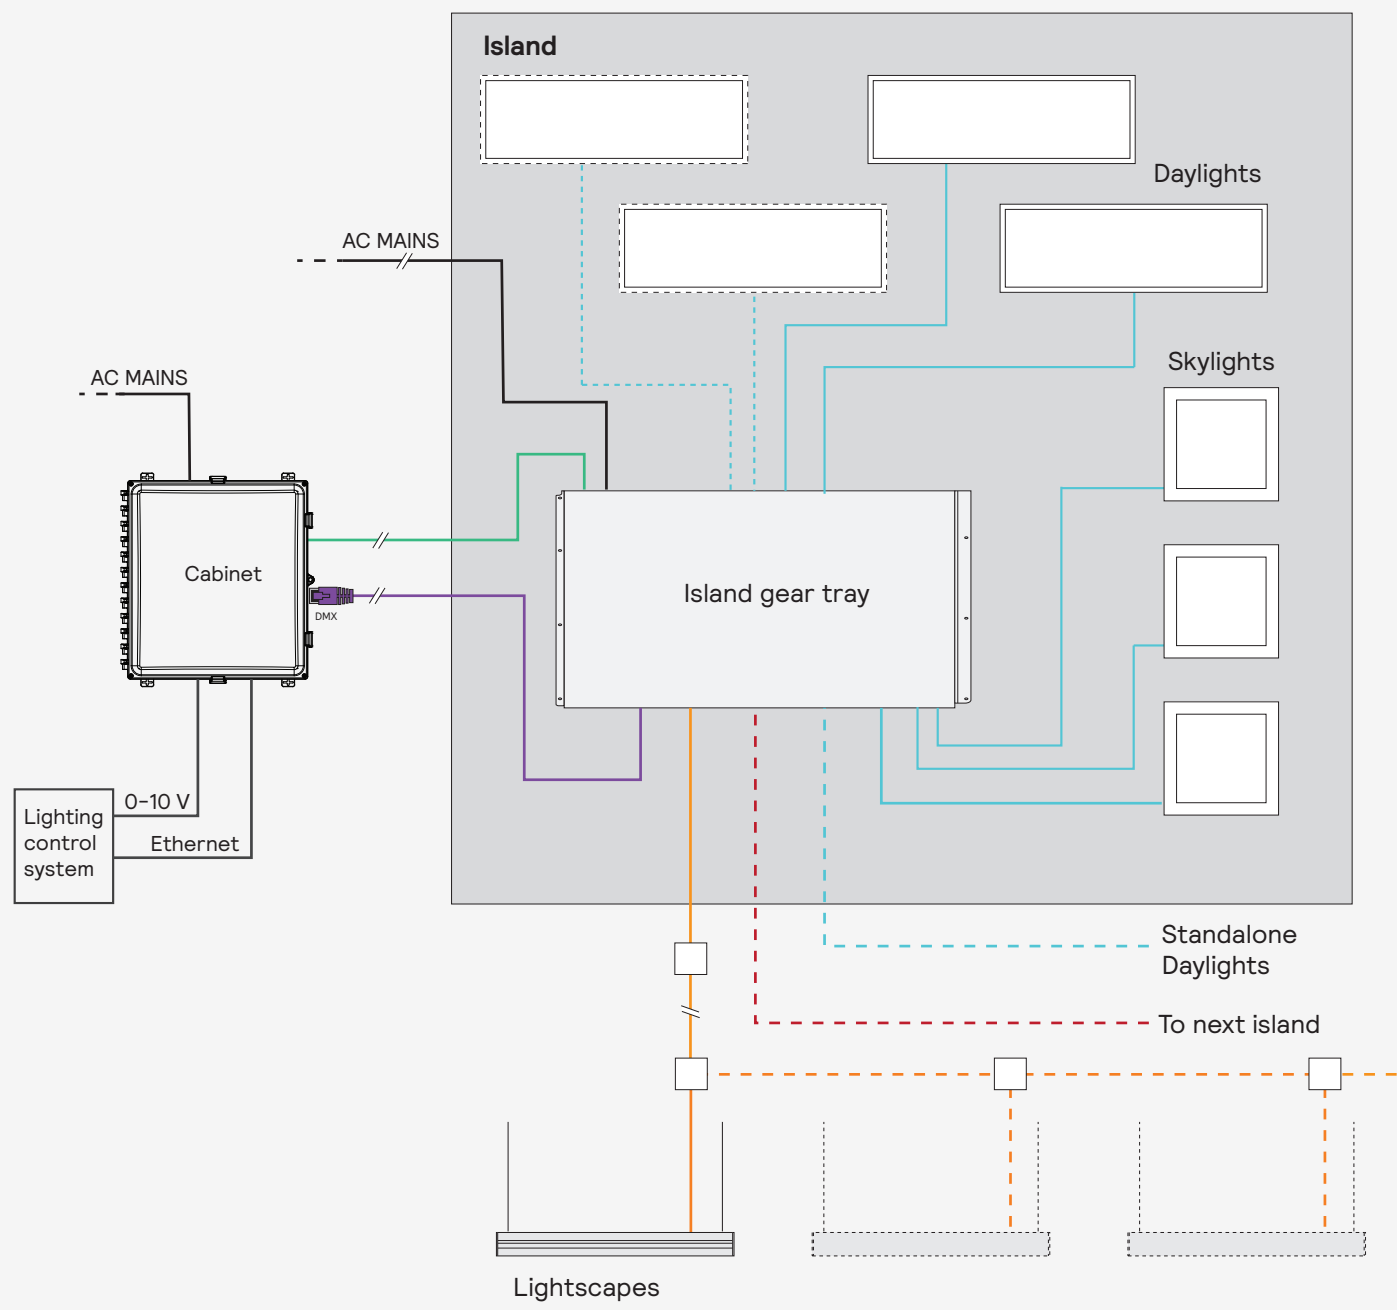 Island
Daylights
AC MAINS
Skylights
AC MAINS
Cabinet
Island gear tray
DMX
0–10 V
Lighting
control
system
Ethernet
Standalone
Daylights
To next island
Lightscapes